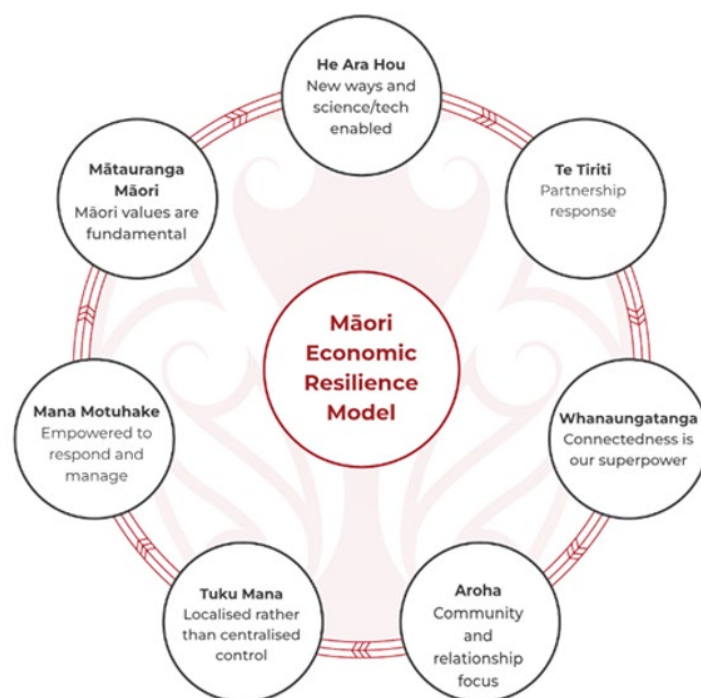 He Ara Hou
New ways and
science/tech
enabled
Te Tiriti
Partnership
response
Whanaungatanga
Connectedness is
our superpower
Aroha
Community
and
relationship
focus
Tuku Mana
Localised rather
than centralised
control
Mana Motuhake
Empowered to
respond and
manage
Mātauranga
Māori
Māori values are
fundamental
Māori
Economic
Resilience
Model